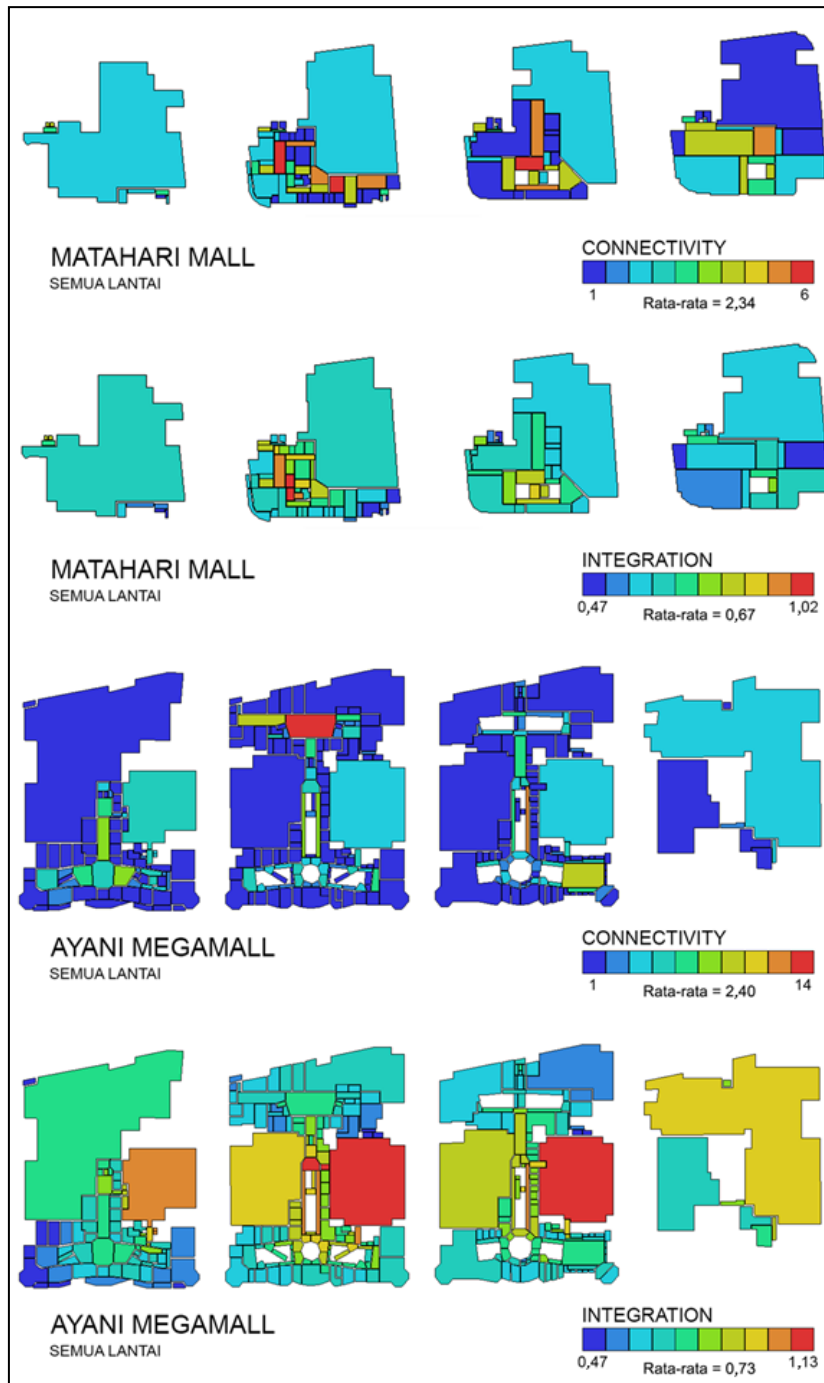 MATAHARI MALL
SEMUA LANTAI
CONNECTIVITY
1 6
Rata-rata = 2,34
MATAHARI MALL
SEMUA LANTAI
INTEGRATION
0,47 1,02
Rata-rata = 0,67
AYANI MEGAMALL
SEMUA LANTAI
CONNECTIVITY
1 14
Rata-rata = 2,40
AYANI MEGAMALL
SEMUA LANTAI
INTEGRATION
0,47 1,13
Rata-rata = 0,73